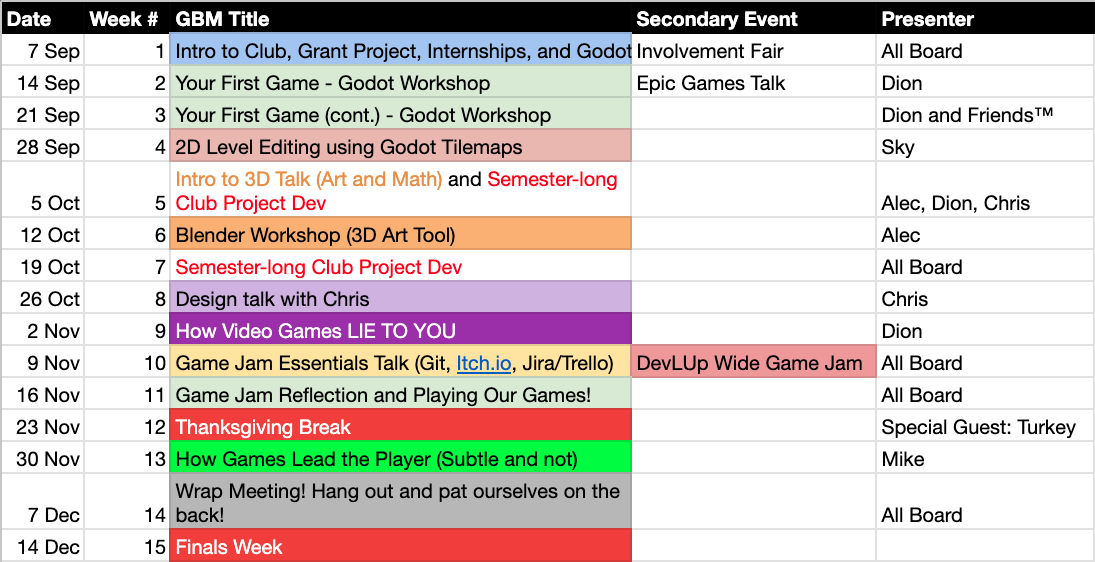 Date Week # GBM Title Secondary Event Presenter
7 Sep 1 Intro to Club, Grant Project, Internships, and Godot Involvement Fair All Board
14 Sep 2 Your First Game - Godot Workshop Epic Games Talk Dion
21 Sep 3 Your First Game (cont.) - Godot Workshop Dion and Friends™
28 Sep 4 2D Level Editing using Godot Tilemaps Sky
Intro to 3D Talk (Art and Math) and Semester-long
5 Oct 5 Club Project Dev Alec, Dion, Chris
12 Oct 6 Blender Workshop (3D Art Tool) Alec
19 Oct 7 Semester-long Club Project Dev All Board
26 Oct 8 Design talk with Chris Chris
2 Nov 9 How Video Games LIE TO YOU Dion
9 Nov 10 Game Jam Essentials Talk (Git, Itch.io, Jira/Trello) DevLUp Wide Game Jam All Board
16 Nov 11 Game Jam Reflection and Playing Our Games! All Board
23 Nov 12 Thanksgiving Break Special Guest: Turkey
30 Nov 13 How Games Lead the Player (Subtle and not) Mike
Wrap Meeting! Hang out and pat ourselves on the
7 Dec 14 back! All Board
14 Dec 15 Finals Week